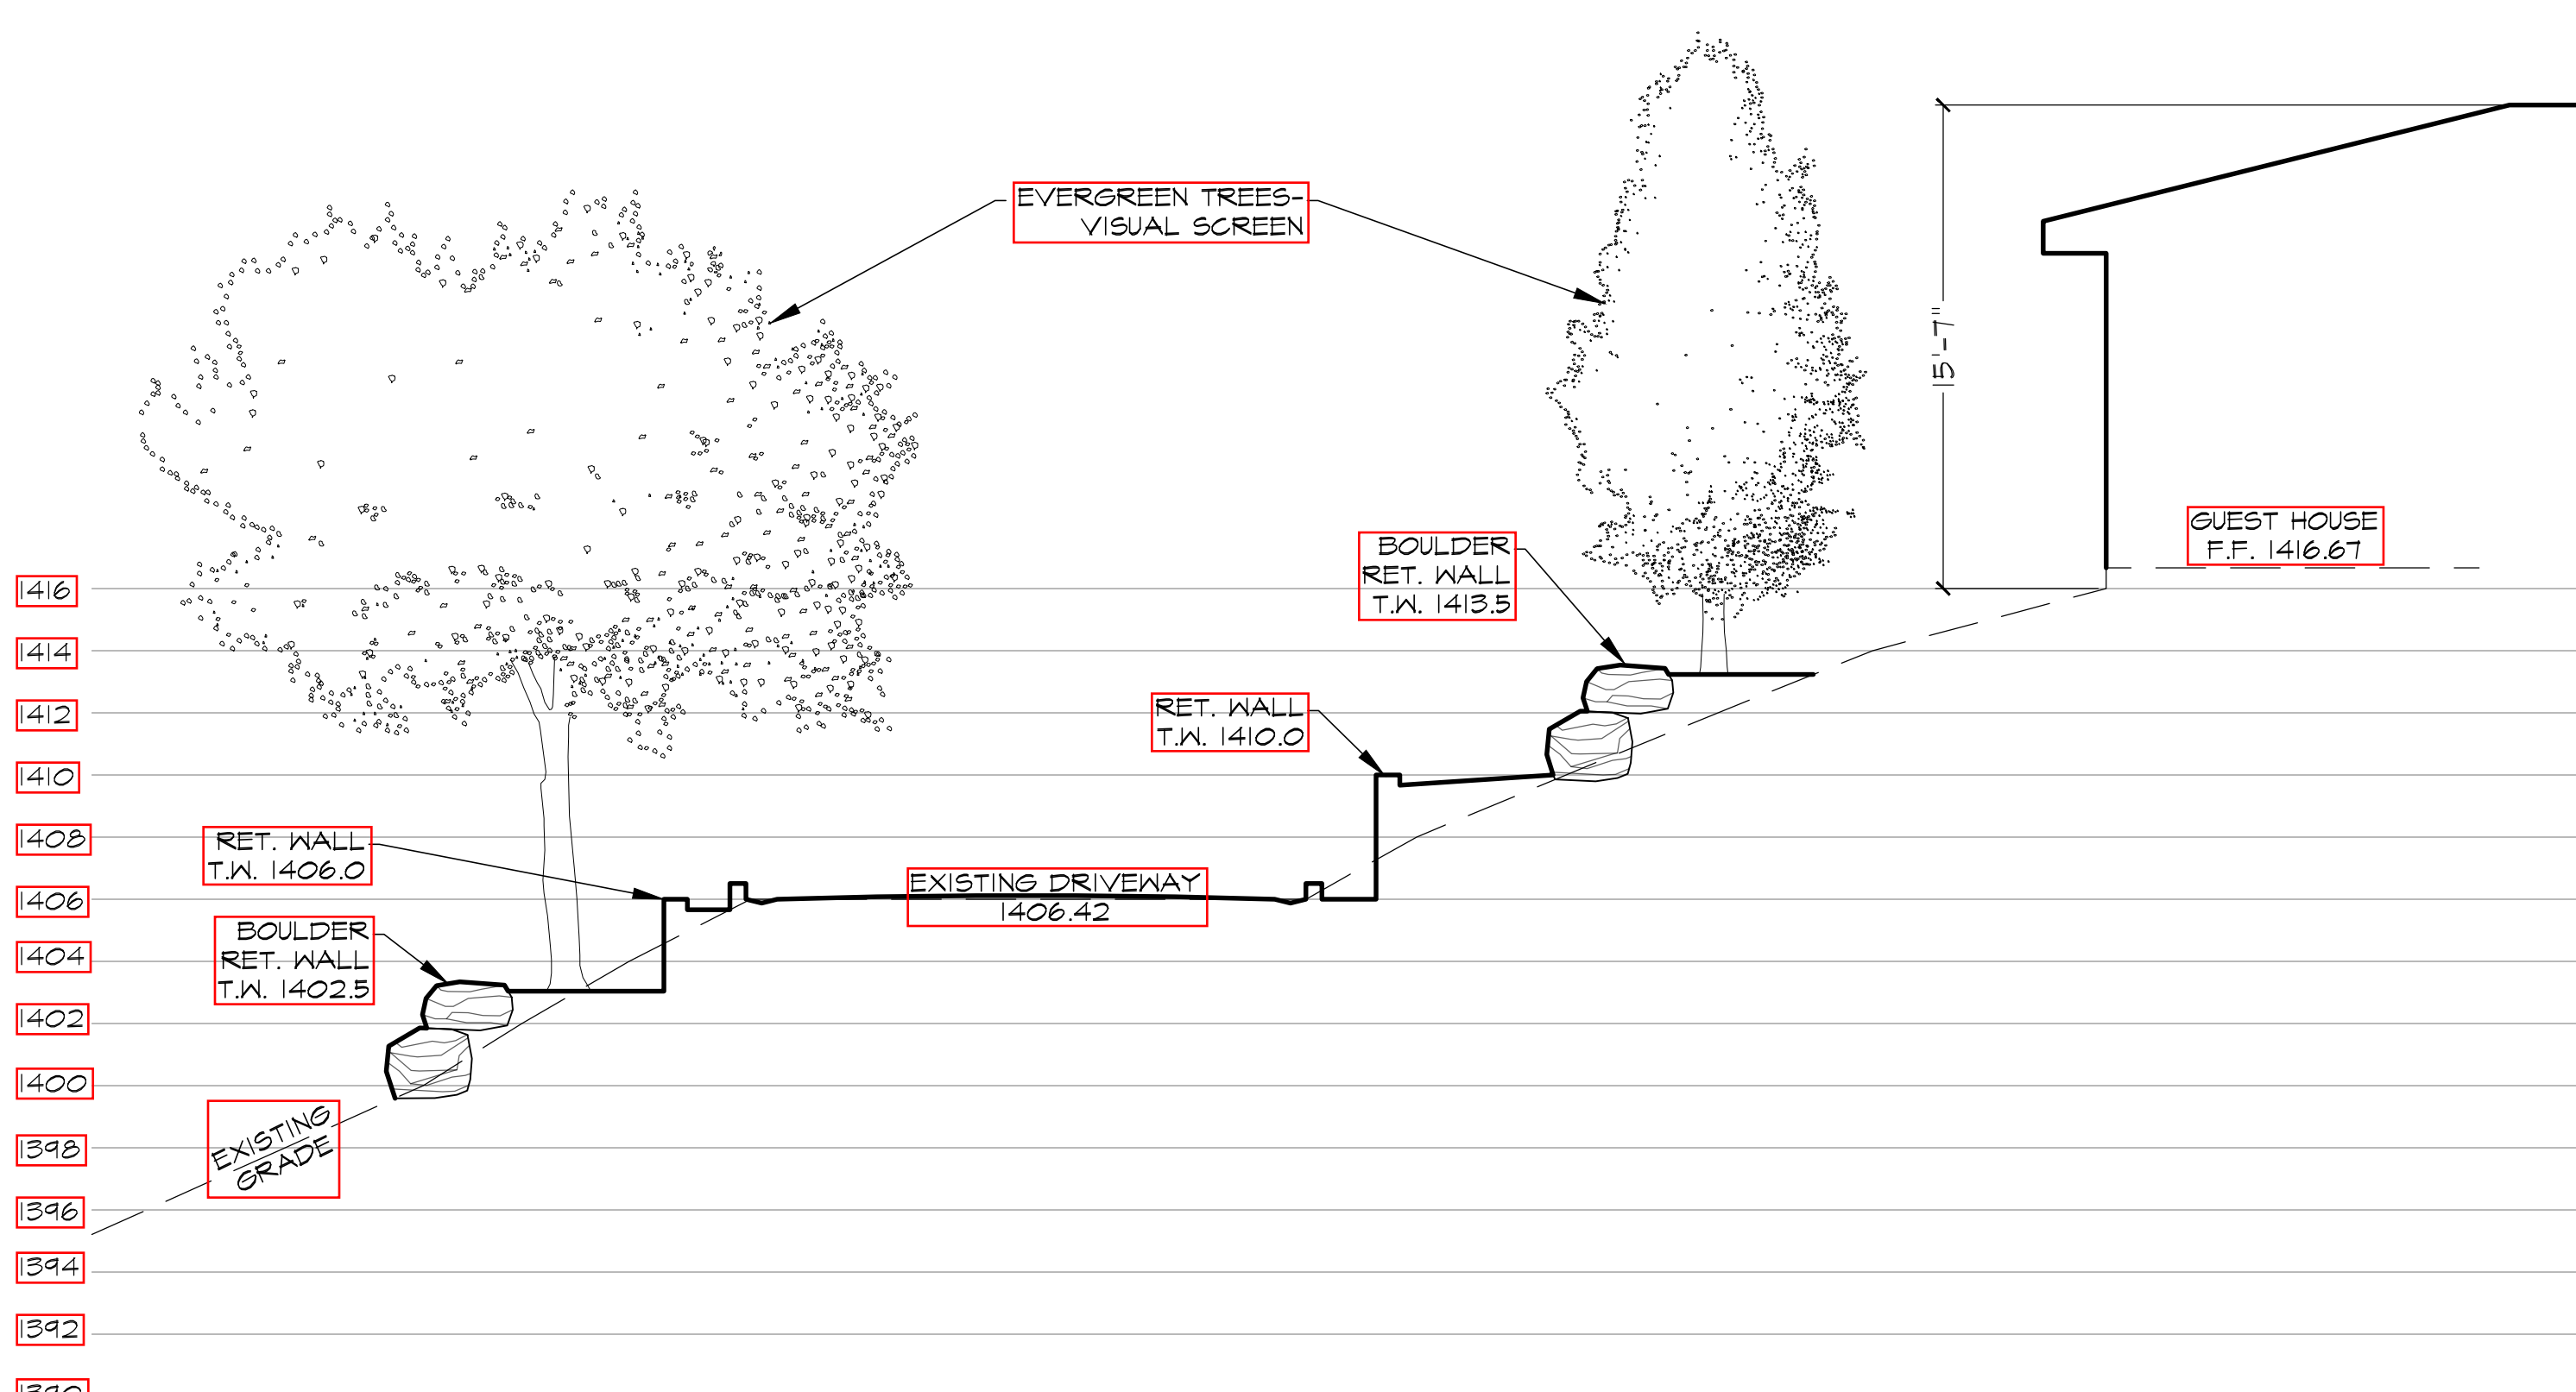 EVERGREEN TREES-
VISUAL SCREEN
15'-7"
GUEST HOUSE
F.F. 1416.67
BOULDER
RET. WALL
T.W. 1413.5
1416
1414
1412
RET. WALL
T.W. 1410.0
1410
1408
RET. WALL
T.W. 1406.0
EXISTING DRIVEWAY
1406.42
1406
BOULDER
RET. WALL
T.W. 1402.5
1404
1402
1400
EXISTING
GRADE
1398
1396
1394
1392